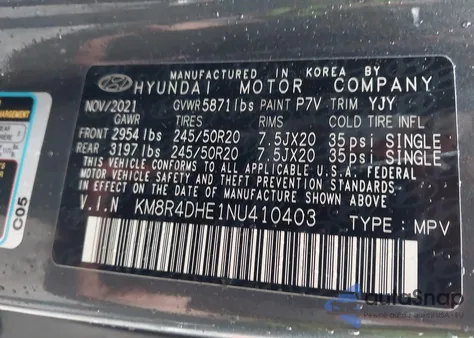 MANUFACTURED IN KOREA BY
HYUNDAI MOTOR COMPANY
NOV/2021 GVWR 5871lbs PAINT P7V TRIM YJY
GAWR TIRES RIMS COLD TIRE INFL
FRONT 2954 lbs 245/50R20 7.5JX20 35psi SINGLE
REAR 3197 lbs 245/50R20 7.5JX20 35psi SINGLE
THIS VEHICLE CONFORMS TO ALL APPLICABLE U.S.A. FEDERAL
MOTOR VEHICLE SAFETY AND THEFT PREVENTION STANDARDS
IN EFFECT ON THE DATE OF MANUFACTURE SHOWN ABOVE
V.I.N KM8R4DHE1NU410403 TYPE: MPV
C05
autoSnap